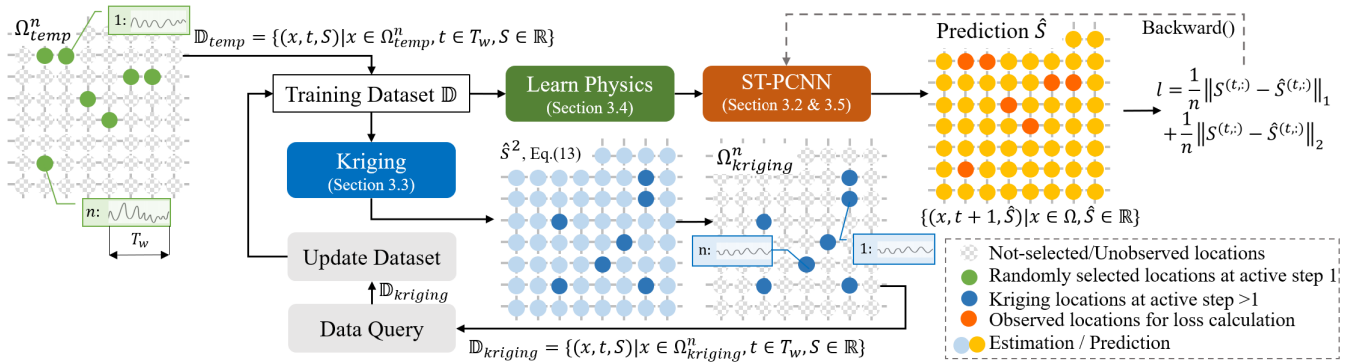 Ω^n_temp
1:
𝔻_temp = {(x, t, S)|x ∈ Ω^n_temp, t ∈ T_w, S ∈ ℝ}
n:
T_w
Training Dataset 𝔻
Learn Physics
(Section 3.4)
ST-PCNN
(Section 3.2 & 3.5)
Kriging
(Section 3.3)
Update Dataset
𝔻_kriging
Data Query
Ŝ², Eq.(13)
Ω^n_kriging
n:
1:
𝔻_kriging = {(x, t, S)|x ∈ Ω^n_kriging, t ∈ T_w, S ∈ ℝ}
Prediction Ŝ
{(x, t + 1, Ŝ)|x ∈ Ω, Ŝ ∈ ℝ}
Backward()
l = 1/n ‖S^(t,:) − Ŝ^(t,:)‖_1
+ 1/n ‖S^(t,:) − Ŝ^(t,:)‖_2
Not-selected/Unobserved locations
Randomly selected locations at active step 1
Kriging locations at active step >1
Observed locations for loss calculation
Estimation / Prediction